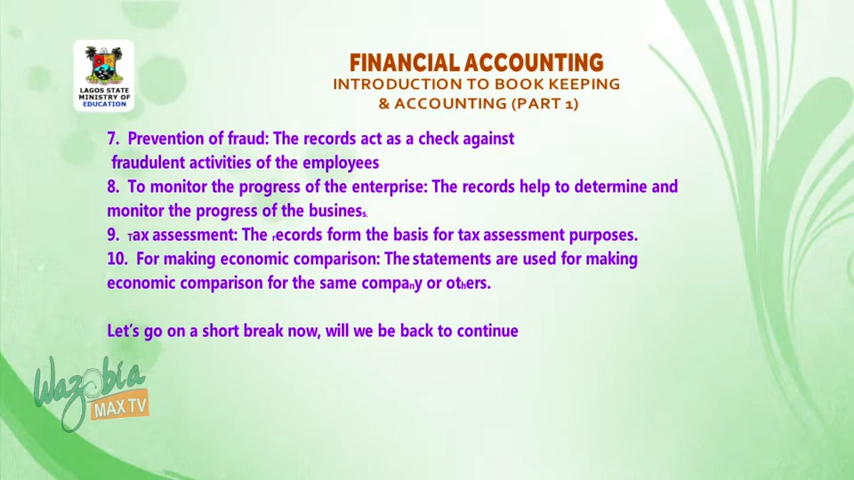 LAGOS STATE
MINISTRY OF
EDUCATION
FINANCIAL ACCOUNTING
INTRODUCTION TO BOOK KEEPING
& ACCOUNTING (PART 1)
7. Prevention of fraud: The records act as a check against
fraudulent activities of the employees
8. To monitor the progress of the enterprise: The records help to determine and
monitor the progress of the business.
9. Tax assessment: The records form the basis for tax assessment purposes.
10. For making economic comparison: The statements are used for making
economic comparison for the same company or others.
Let's go on a short break now, will we be back to continue
Wazobia
MAX TV